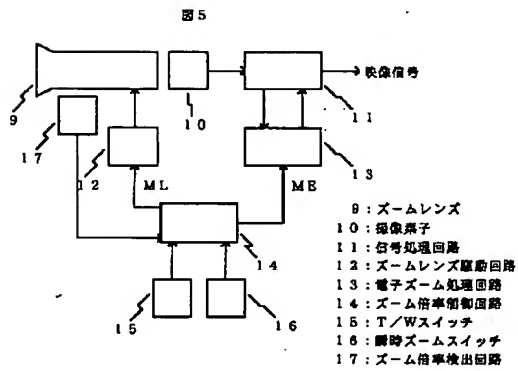 図5
映像信号
9
10
11
17
12
ML
ME
13
14
15
16
9：ズームレンズ
10：撮像素子
11：信号処理回路
12：ズームレンズ駆動回路
13：電子ズーム処理回路
14：ズーム倍率制御回路
15：T／Wスイッチ
16：瞬時ズームスイッチ
17：ズーム倍率検出回路